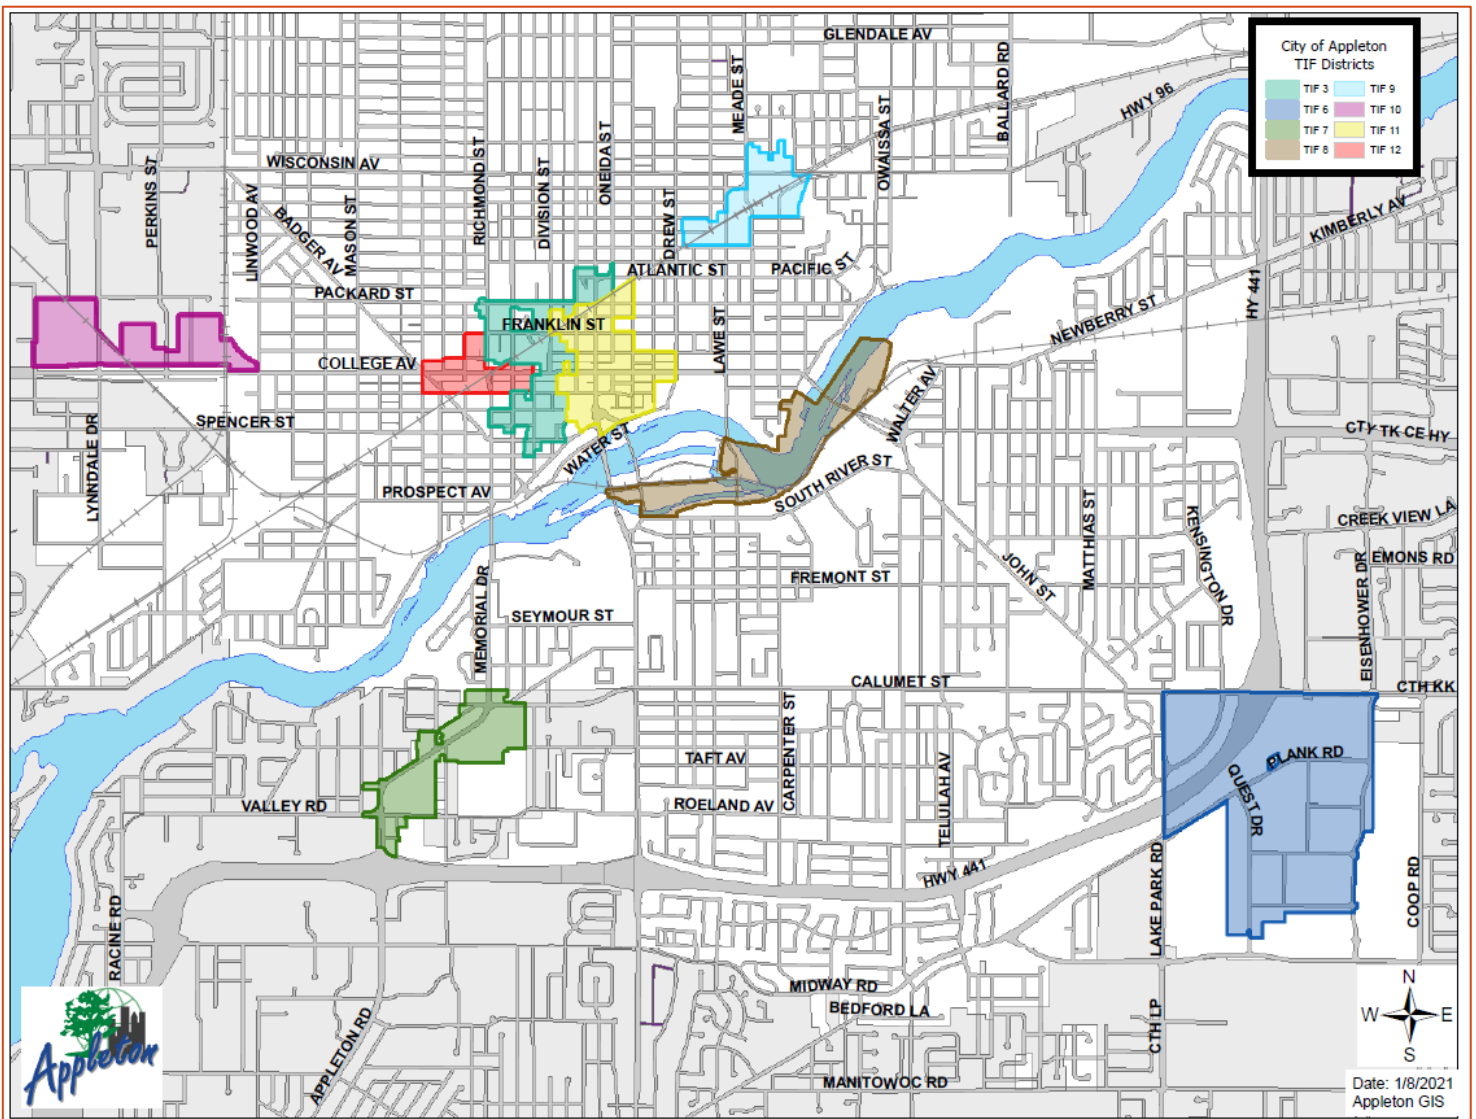 GLENDALE AV
MEADE ST
BALLARD RD
HWY 96
OWAISSA ST
City of Appleton
TIF Districts
TIF 3
TIF 9
TIF 6
TIF 10
TIF 7
TIF 11
TIF 8
TIF 12
WISCONSIN AV
PERKINS ST
LINWOOD AV
BADGER AV
MASON ST
RICHMOND ST
DIVISION ST
ONEIDA ST
DREW ST
KIMBERLY AV
ATLANTIC ST
PACIFIC ST
PACKARD ST
HY 441
NEWBERRY ST
FRANKLIN ST
LAWE ST
COLLEGE AV
WALTER AV
SPENCER ST
LYNNDALE DR
WATER ST
CTY TK CE HY
PROSPECT AV
SOUTH RIVER ST
MATTHIAS ST
KENSINGTON DR
CREEK VIEW LA
EMONS RD
EISENHOWER DR
JOHN ST
FREMONT ST
MEMORIAL DR
SEYMOUR ST
CALUMET ST
CTH KK
CARPENTER ST
TAFT AV
TELULAH AV
PLANK RD
QUEST DR
VALLEY RD
ROELAND AV
HWY 441
LAKE PARK RD
COOP RD
RACINE RD
MIDWAY RD
BEDFORD LA
APPLETON RD
CTH LP
MANITOWOC RD
N
W
E
S
Appleton
Date: 1/8/2021
Appleton GIS